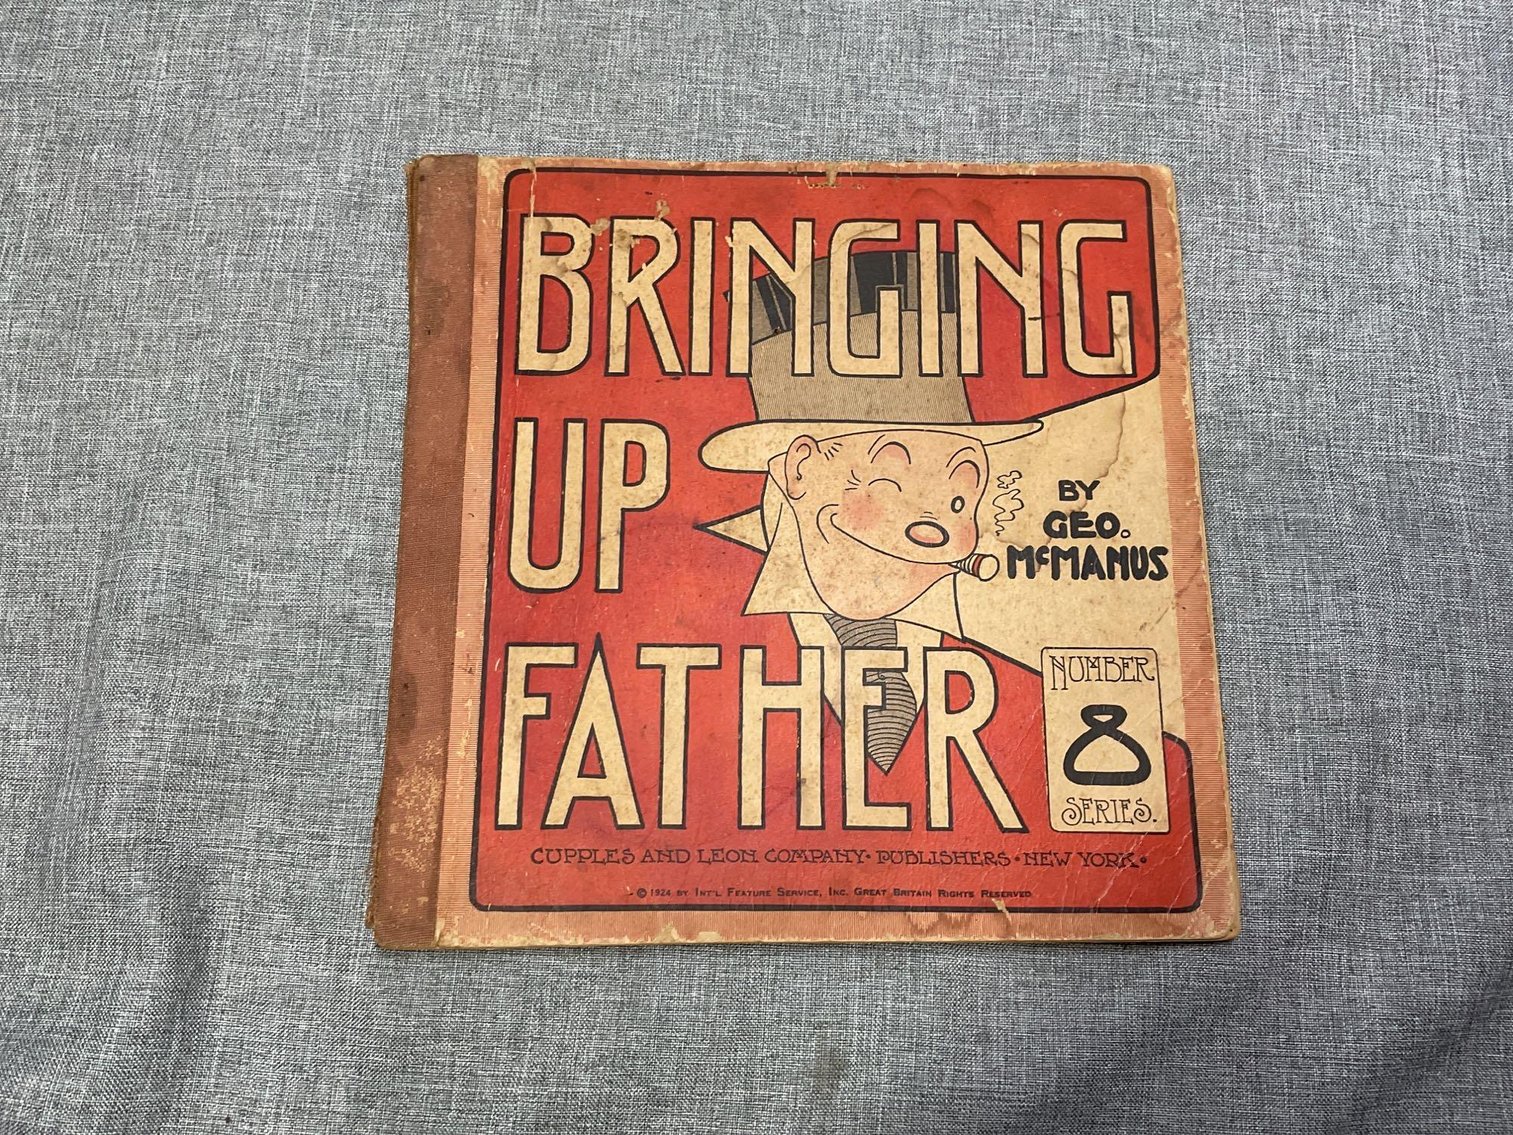 BRINGING
UP
FATHER
BY
GEO.
McMANUS
NUMBER
8
SERIES.
CUPPLES AND LEON COMPANY • PUBLISHERS • NEW YORK •
© 1924 BY INT'L FEATURE SERVICE, INC. GREAT BRITAIN RIGHTS RESERVED